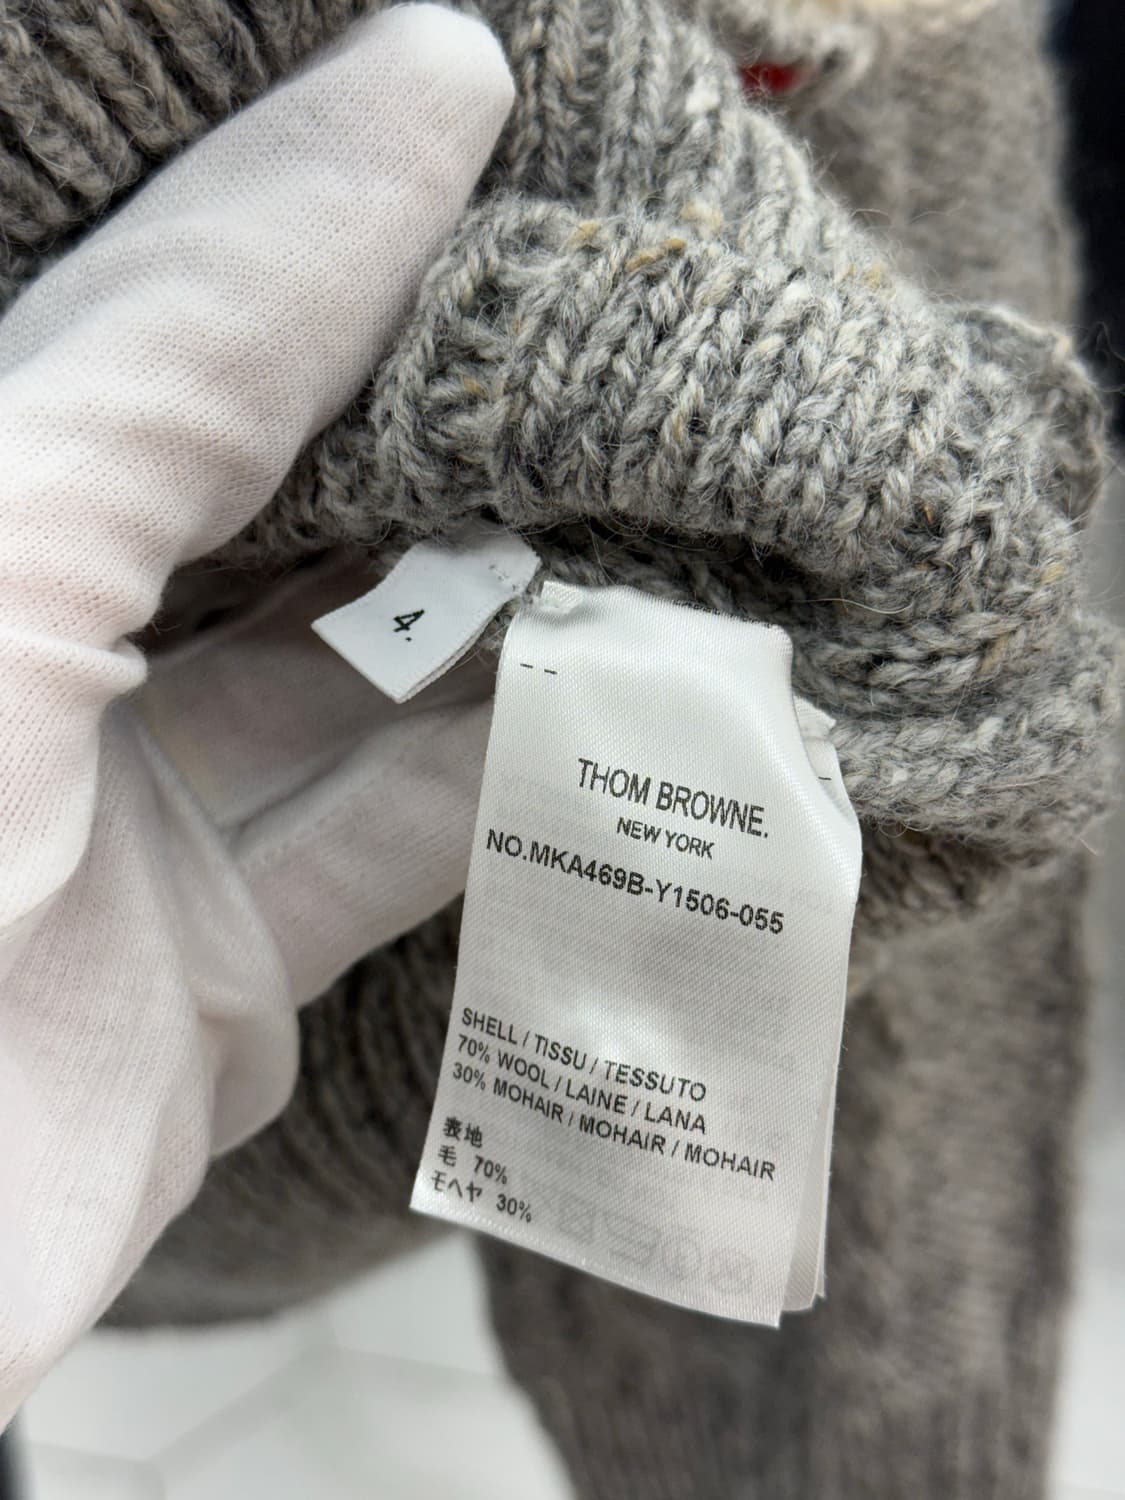 4.
THOM BROWNE.
NEW YORK
NO.MKA469B-Y1506-055
SHELL / TISSU / TESSUTO
70% WOOL / LAINE / LANA
30% MOHAIR / MOHAIR / MOHAIR
表地
毛 70%
モヘヤ 30%